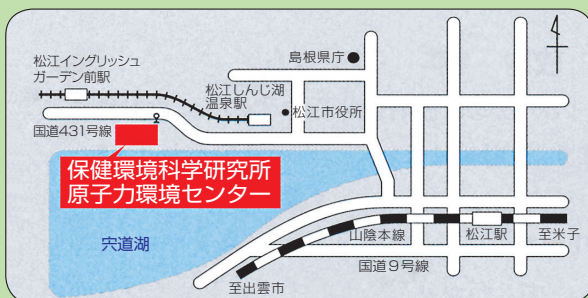 島根県庁
松江イングリッシュ
ガーデン前駅
松江しんじ湖
温泉駅
松江市役所
国道431号線
保健環境科学研究所
原子力環境センター
宍道湖
山陰本線
松江駅
至米子
国道9号線
至出雲市